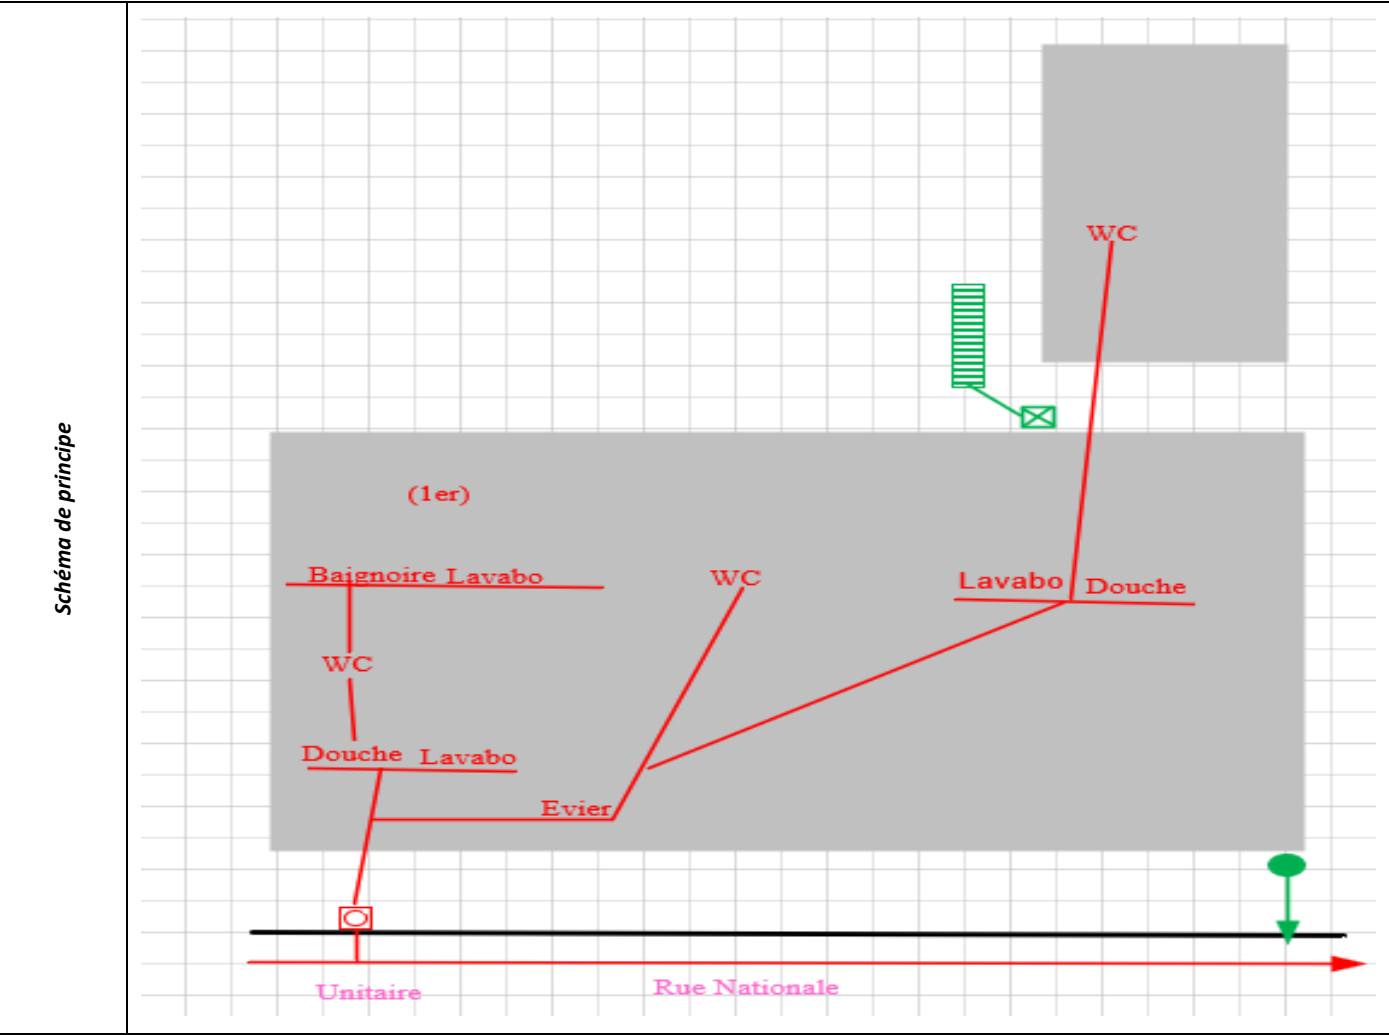 Schéma de principe
WC
(1er)
Baignoire Lavabo
WC
Lavabo Douche
WC
Douche Lavabo
Evier
Unitaire
Rue Nationale